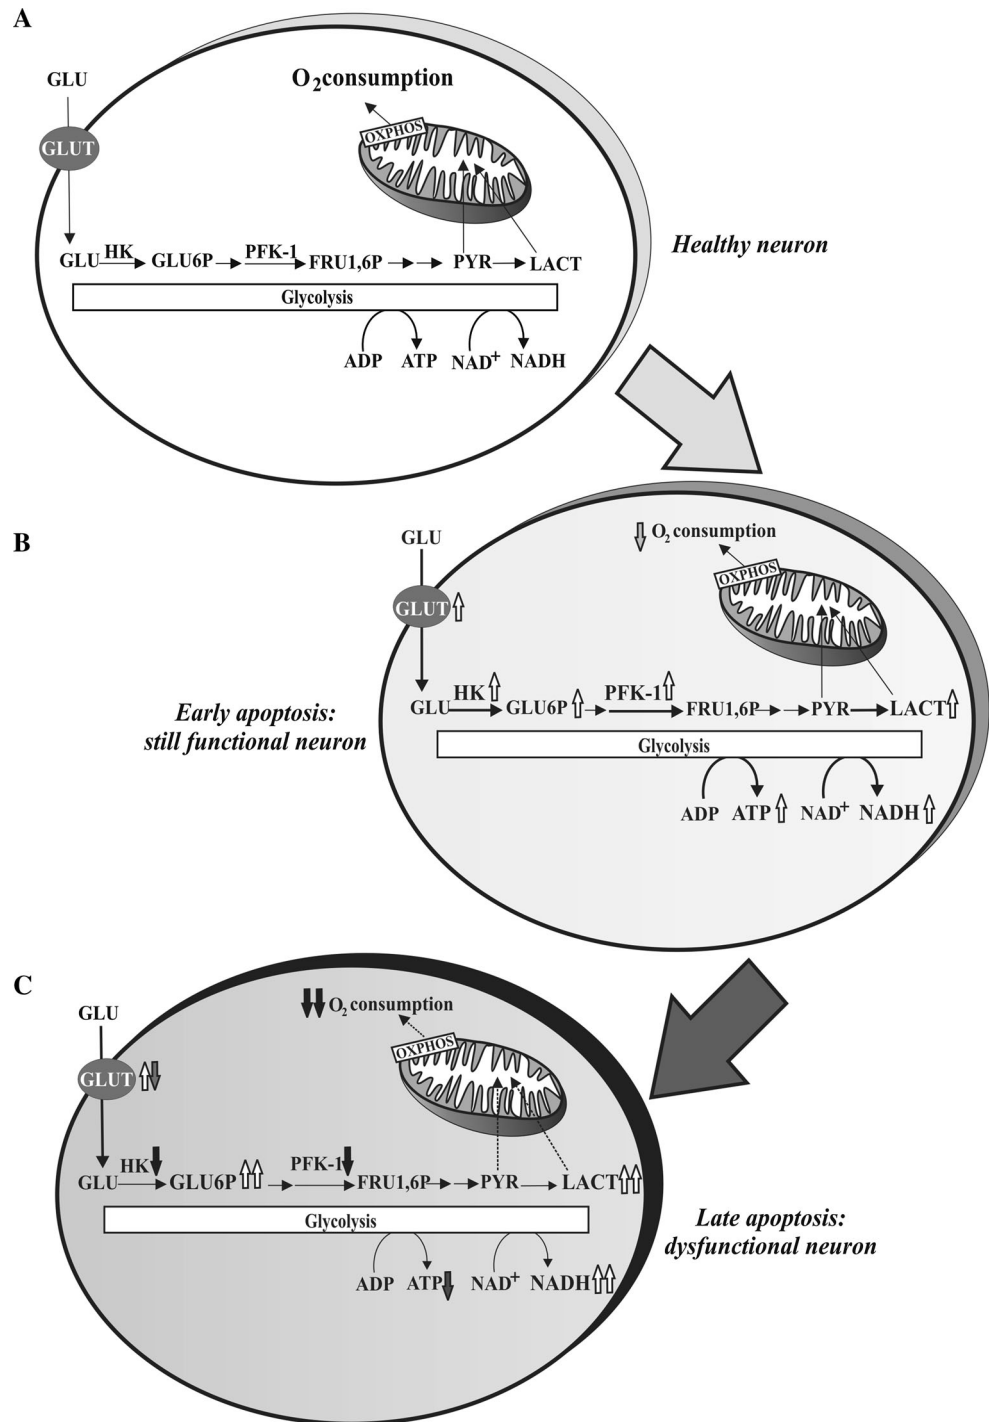 A
GLU
O2consumption
OXPHOS
GLUT
GLU HK GLU6P PFK-1 FRU1,6P PYR LACT
Glycolysis
ADP ATP NAD+ NADH
Healthy neuron
B
GLU
O2 consumption
OXPHOS
GLUT
GLU HK GLU6P PFK-1 FRU1,6P PYR LACT
Glycolysis
ADP ATP NAD+ NADH
Early apoptosis:
still functional neuron
C
GLU
O2 consumption
OXPHOS
GLUT
GLU HK GLU6P PFK-1 FRU1,6P PYR LACT
Glycolysis
ADP ATP NAD+ NADH
Late apoptosis:
dysfunctional neuron